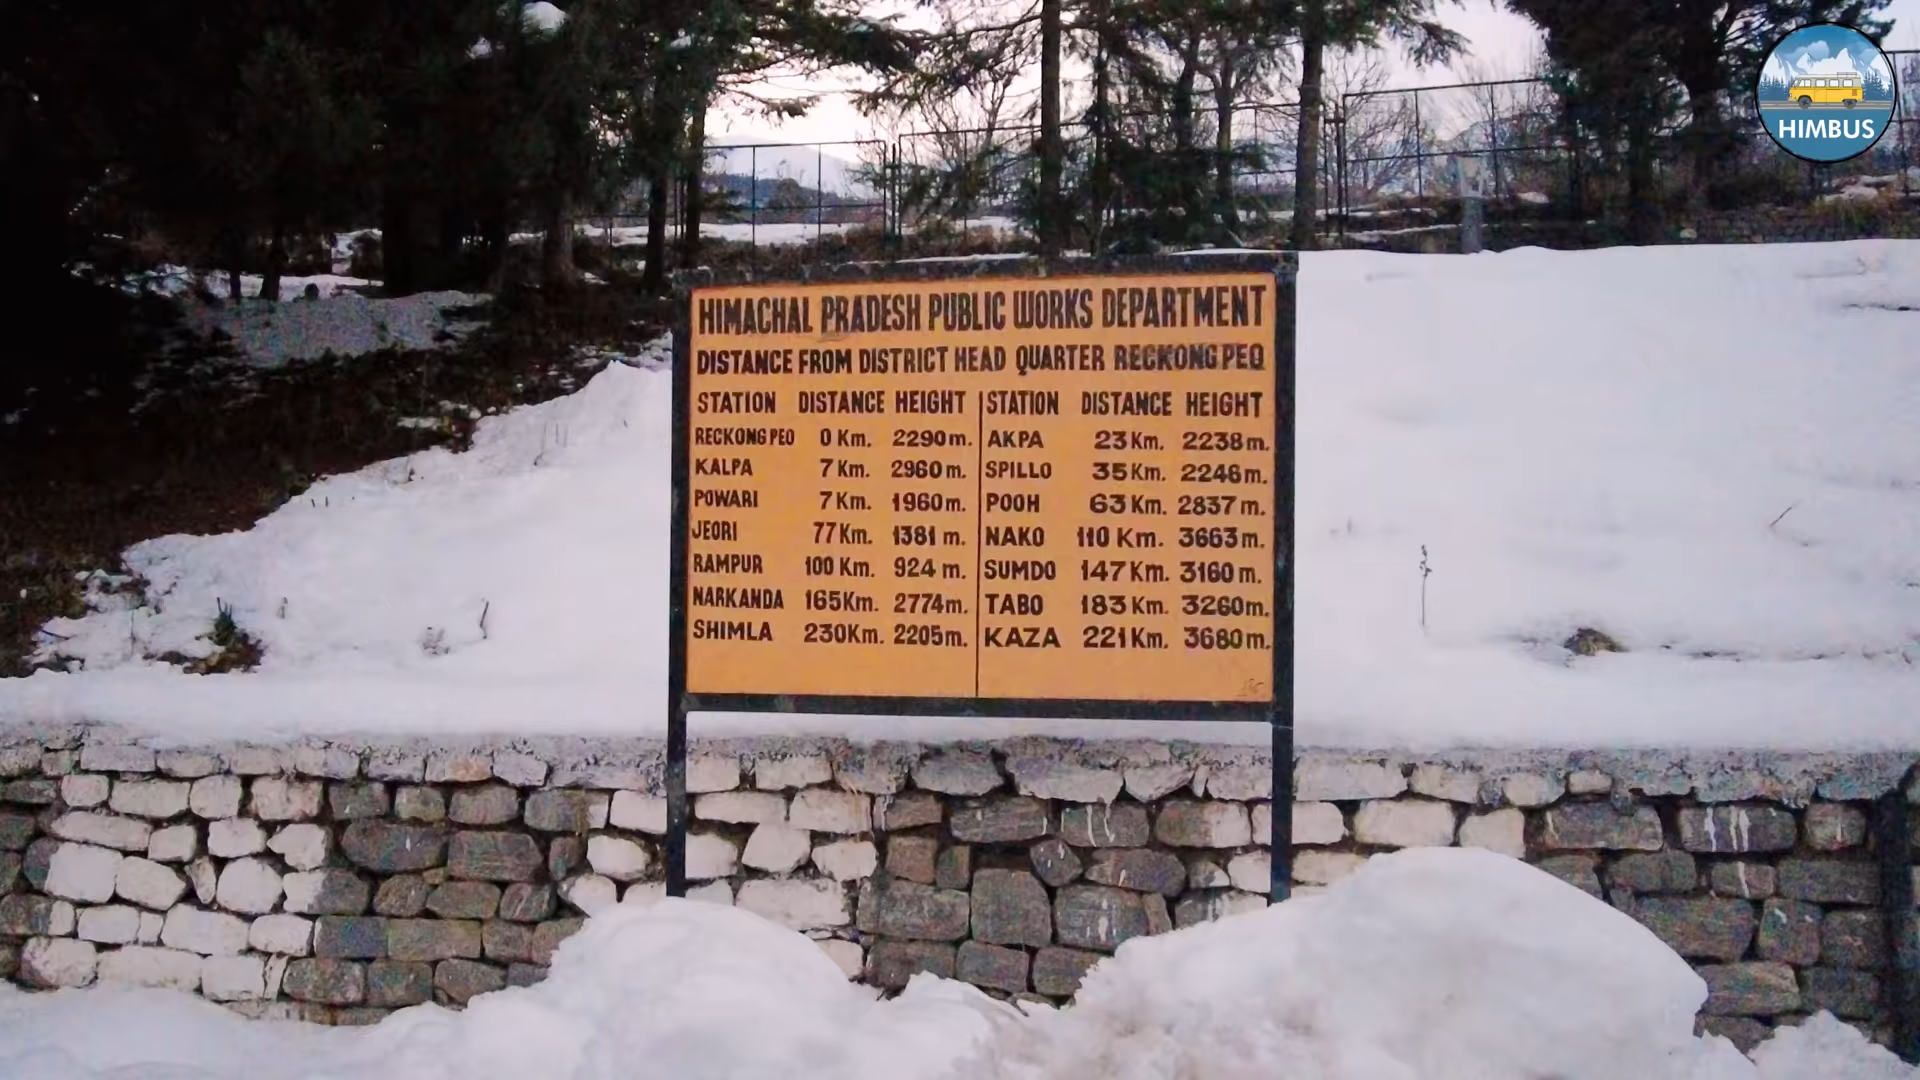 HIMBUS
HIMACHAL PRADESH PUBLIC WORKS DEPARTMENT
DISTANCE FROM DISTRICT HEAD QUARTER RECKONG PEO
STATION DISTANCE HEIGHT STATION DISTANCE HEIGHT
RECKONG PEO 0 Km. 2290 m. AKPA 23 Km. 2238 m.
KALPA 7 Km. 2960 m. SPILLO 35 Km. 2246 m.
POWARI 7 Km. 1960 m. POOH 63 Km. 2837 m.
JEORI 77 Km. 1381 m. NAKO 110 Km. 3663 m.
RAMPUR 100 Km. 924 m. SUMDO 147 Km. 3160 m.
NARKANDA 165 Km. 2774 m. TABO 183 Km. 3260 m.
SHIMLA 230 Km. 2205 m. KAZA 221 Km. 3680 m.